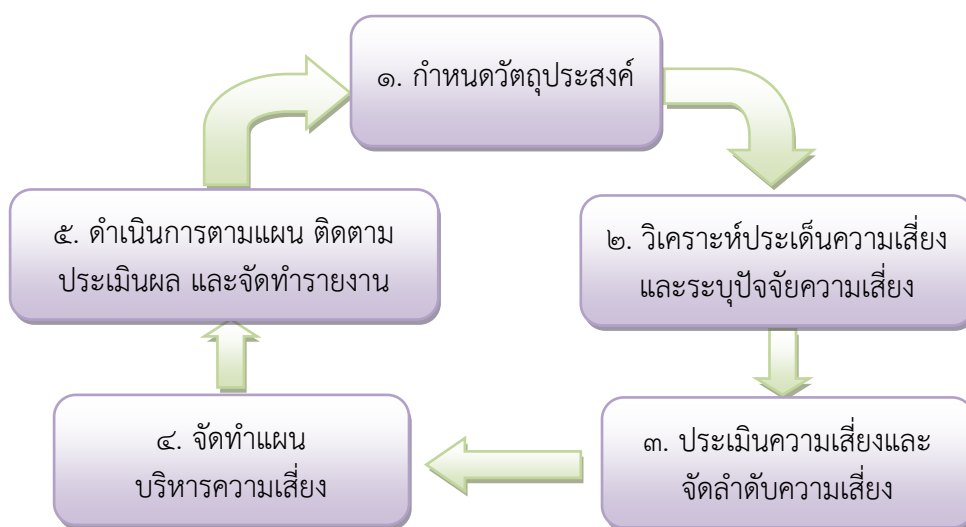 ๑. กำหนดวัตถุประสงค์
๒. วิเคราะห์ประเด็นความเสี่ยง
และระบุปัจจัยความเสี่ยง
๓. ประเมินความเสี่ยงและ
จัดลำดับความเสี่ยง
๔. จัดทำแผน
บริหารความเสี่ยง
๕. ดำเนินการตามแผน ติดตาม
ประเมินผล และจัดทำรายงาน